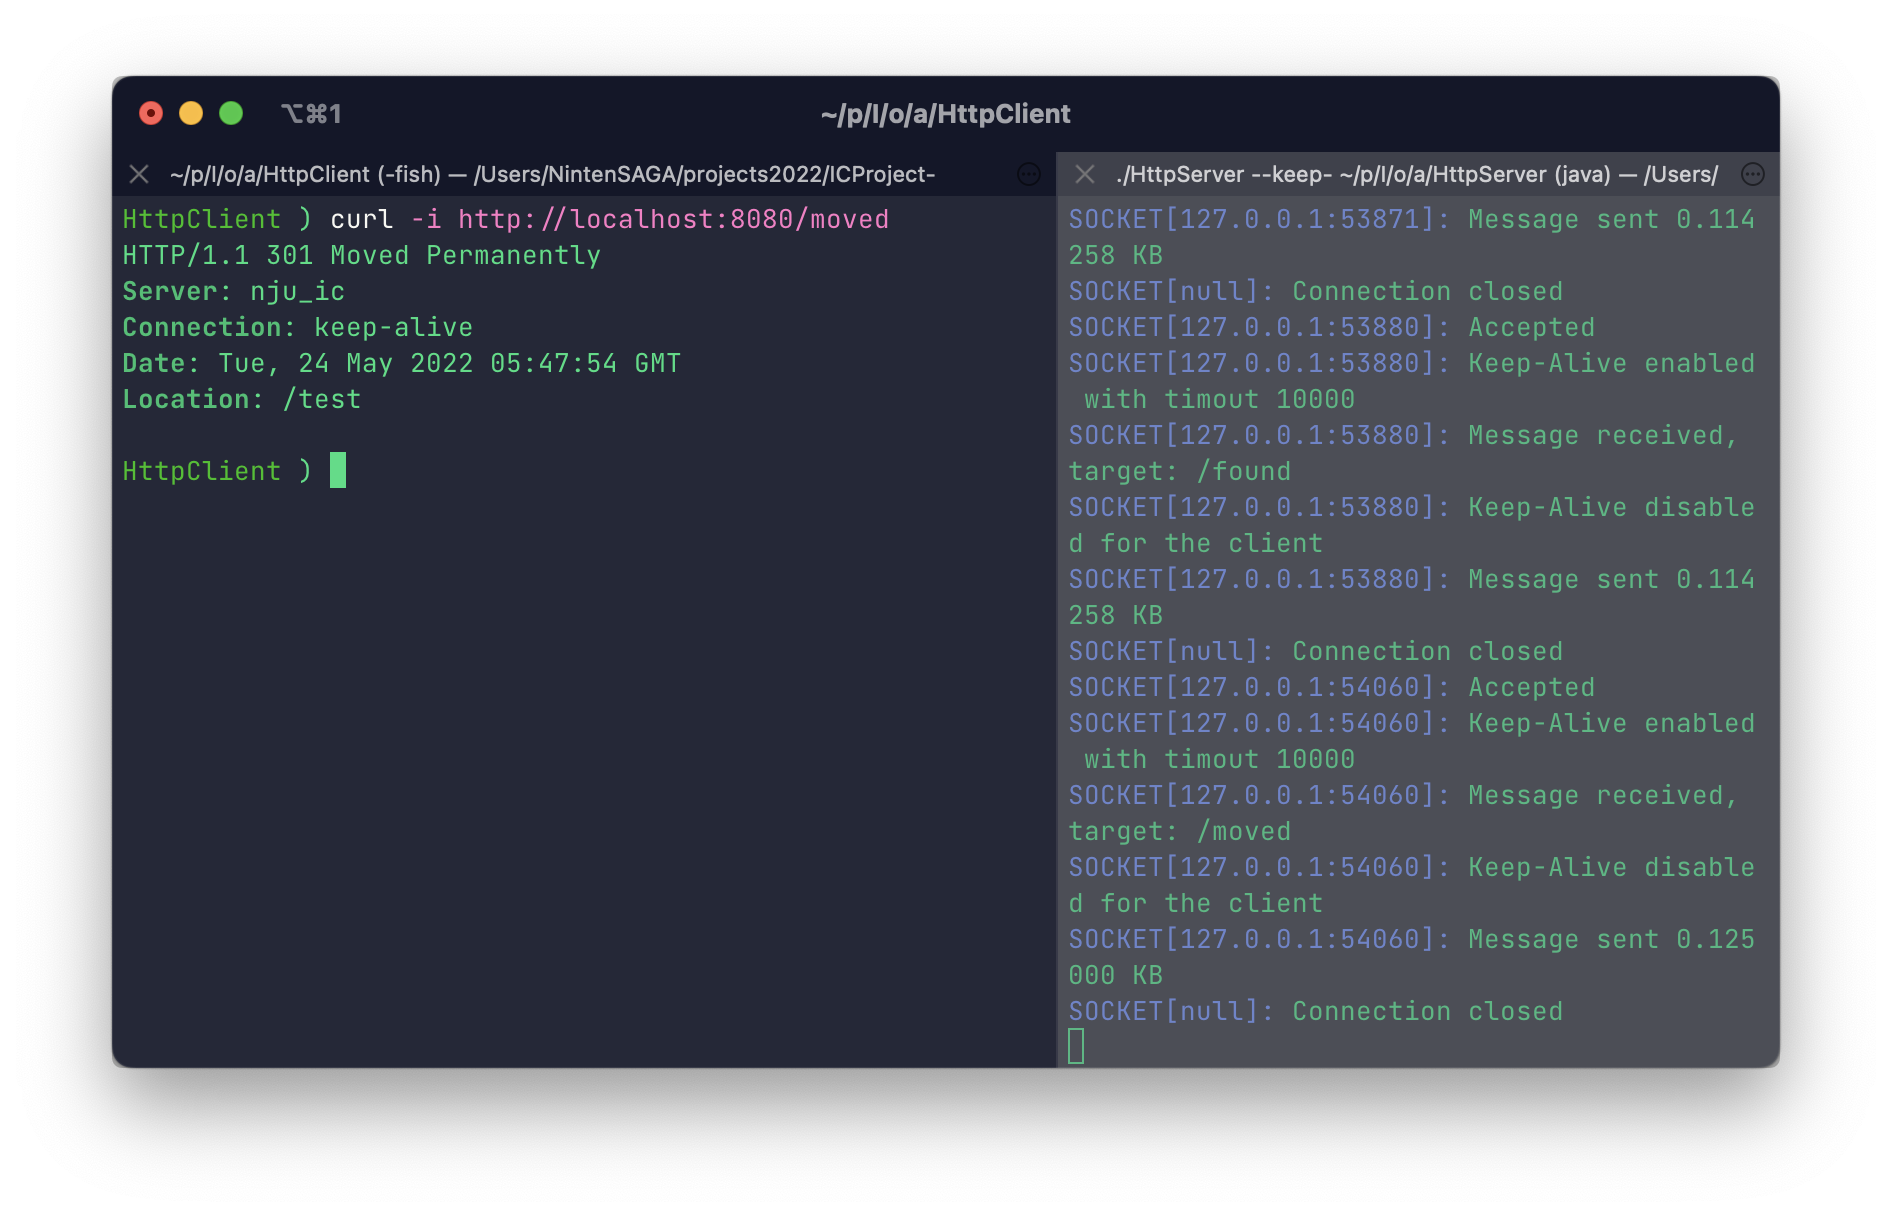 ⌥⌘1
~/p/I/o/a/HttpClient
~/p/I/o/a/HttpClient (-fish) — /Users/NintenSAGA/projects2022/ICProject-
HttpClient ) curl -i http://localhost:8080/moved
HTTP/1.1 301 Moved Permanently
Server: nju_ic
Connection: keep-alive
Date: Tue, 24 May 2022 05:47:54 GMT
Location: /test
HttpClient )
./HttpServer --keep- ~/p/I/o/a/HttpServer (java) — /Users/
SOCKET[127.0.0.1:53871]: Message sent 0.114
258 KB
SOCKET[null]: Connection closed
SOCKET[127.0.0.1:53880]: Accepted
SOCKET[127.0.0.1:53880]: Keep-Alive enabled
 with timout 10000
SOCKET[127.0.0.1:53880]: Message received,
target: /found
SOCKET[127.0.0.1:53880]: Keep-Alive disable
d for the client
SOCKET[127.0.0.1:53880]: Message sent 0.114
258 KB
SOCKET[null]: Connection closed
SOCKET[127.0.0.1:54060]: Accepted
SOCKET[127.0.0.1:54060]: Keep-Alive enabled
 with timout 10000
SOCKET[127.0.0.1:54060]: Message received,
target: /moved
SOCKET[127.0.0.1:54060]: Keep-Alive disable
d for the client
SOCKET[127.0.0.1:54060]: Message sent 0.125
000 KB
SOCKET[null]: Connection closed